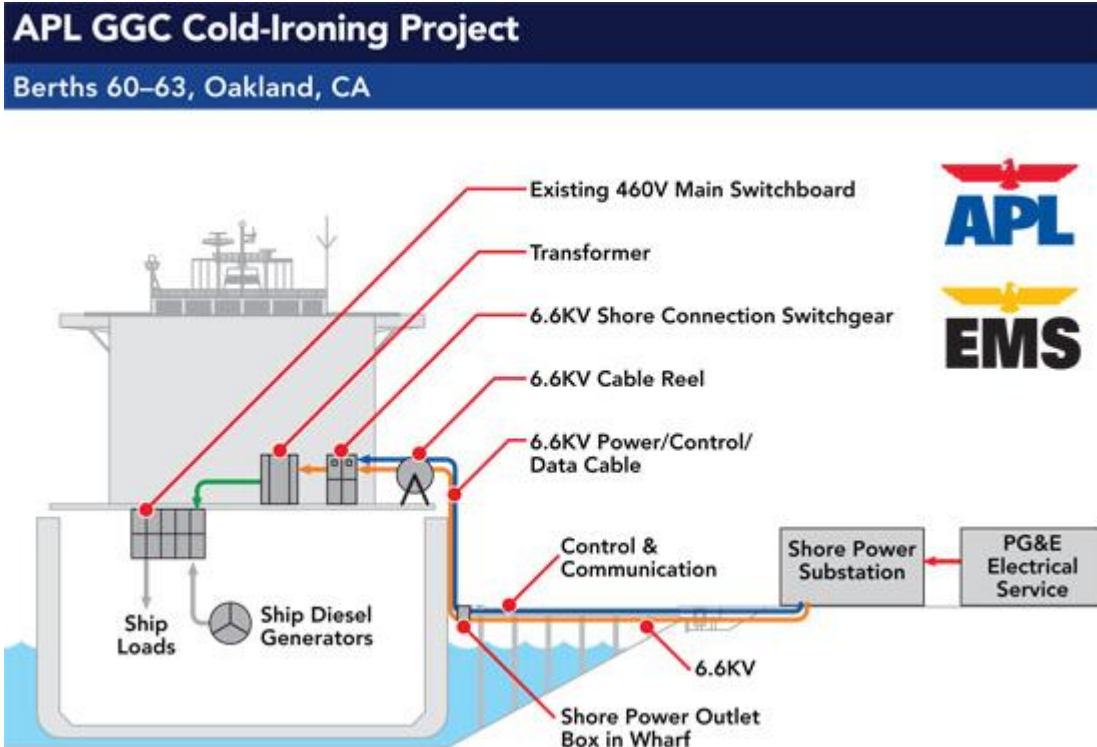 APL GGC Cold-Ironing Project
Berths 60–63, Oakland, CA
Existing 460V Main Switchboard
Transformer
6.6KV Shore Connection Switchgear
6.6KV Cable Reel
6.6KV Power/Control/
Data Cable
APL
EMS
Control &
Communication
Shore Power
Substation
PG&E
Electrical
Service
Ship
Loads
Ship Diesel
Generators
6.6KV
Shore Power Outlet
Box in Wharf